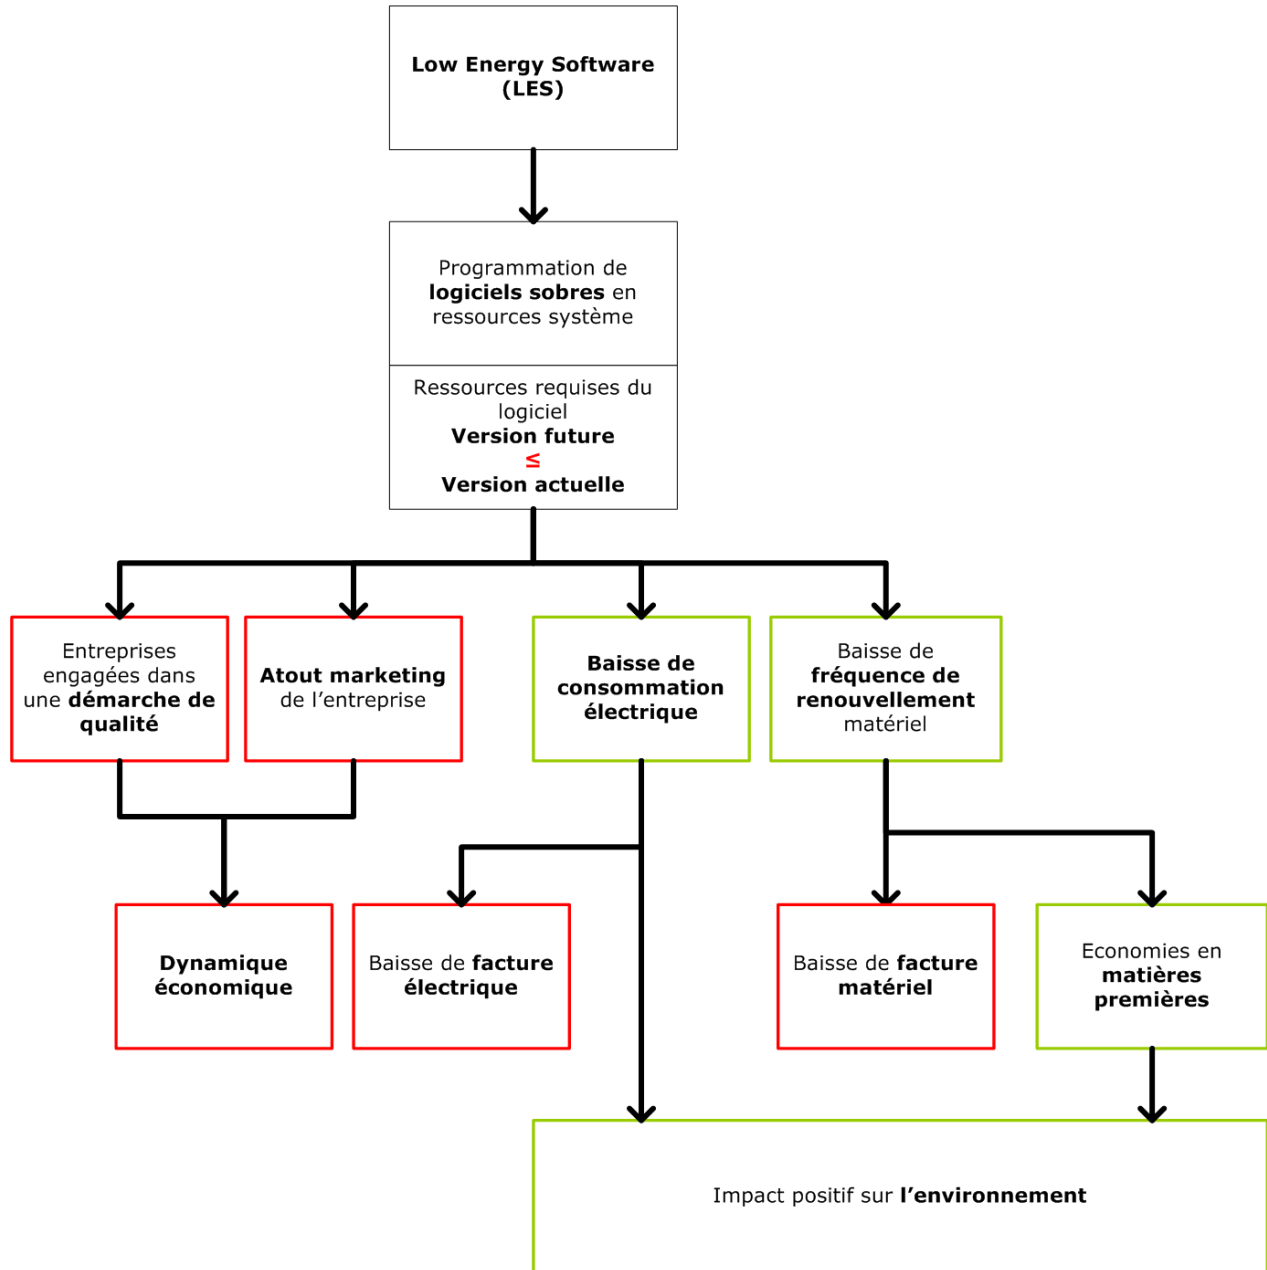 Low Energy Software
(LES)
Programmation de
logiciels sobres en
ressources système
Ressources requises du
logiciel
Version future
≤
Version actuelle
Entreprises
engagées dans
une démarche de
qualité
Atout marketing
de l’entreprise
Baisse de
consommation
électrique
Baisse de
fréquence de
renouvellement
matériel
Dynamique
économique
Baisse de facture
électrique
Baisse de facture
matériel
Economies en
matières
premières
Impact positif sur l’environnement